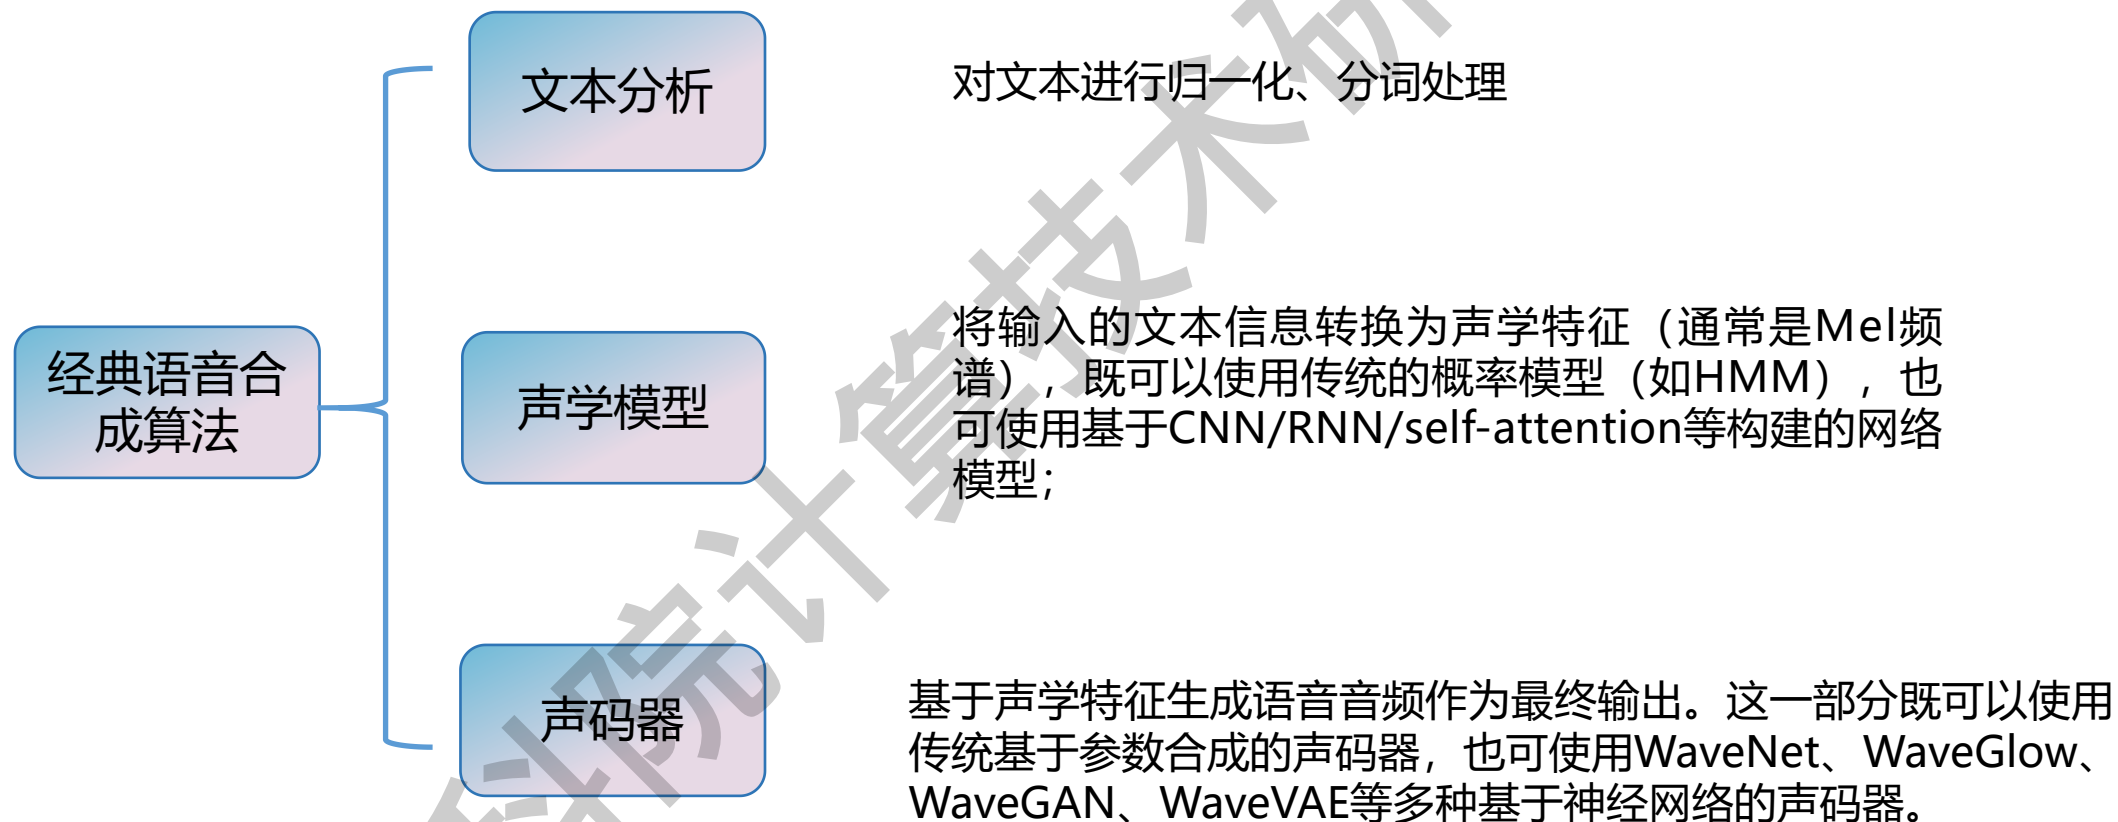 文本分析
对文本进行归一化、分词处理
经典语音合
成算法
声学模型
将输入的文本信息转换为声学特征（通常是Mel频
谱），既可以使用传统的概率模型（如HMM），也
可使用基于CNN/RNN/self-attention等构建的网络
模型；
声码器
基于声学特征生成语音音频作为最终输出。这一部分既可以使用
传统基于参数合成的声码器，也可使用WaveNet、WaveGlow、
WaveGAN、WaveVAE等多种基于神经网络的声码器。
科院计算技术研